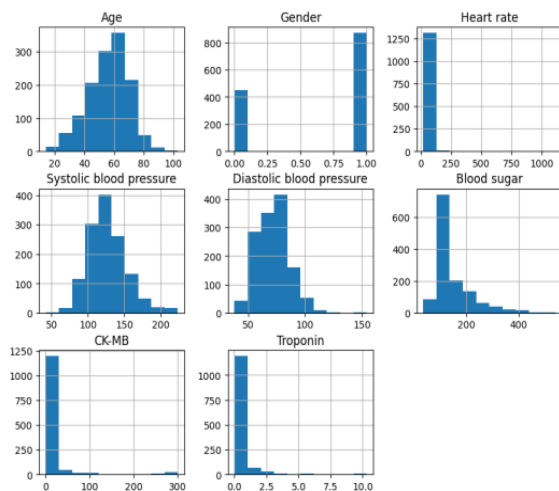 Age
Gender
Heart rate
300
200
100
0
20 40 60 80 100
800
600
400
200
0
0.00 0.25 0.50 0.75 1.00
1250
1000
750
500
250
0
0 250 500 750 1000
Systolic blood pressure
Diastolic blood pressure
Blood sugar
400
300
200
100
0
50 100 150 200
400
300
200
100
0
50 100 150
600
400
200
0
200 400
CK-MB
Troponin
1250
1000
750
500
250
0
0 100 200 300
1000
750
500
250
0
0.0 2.5 5.0 7.5 10.0